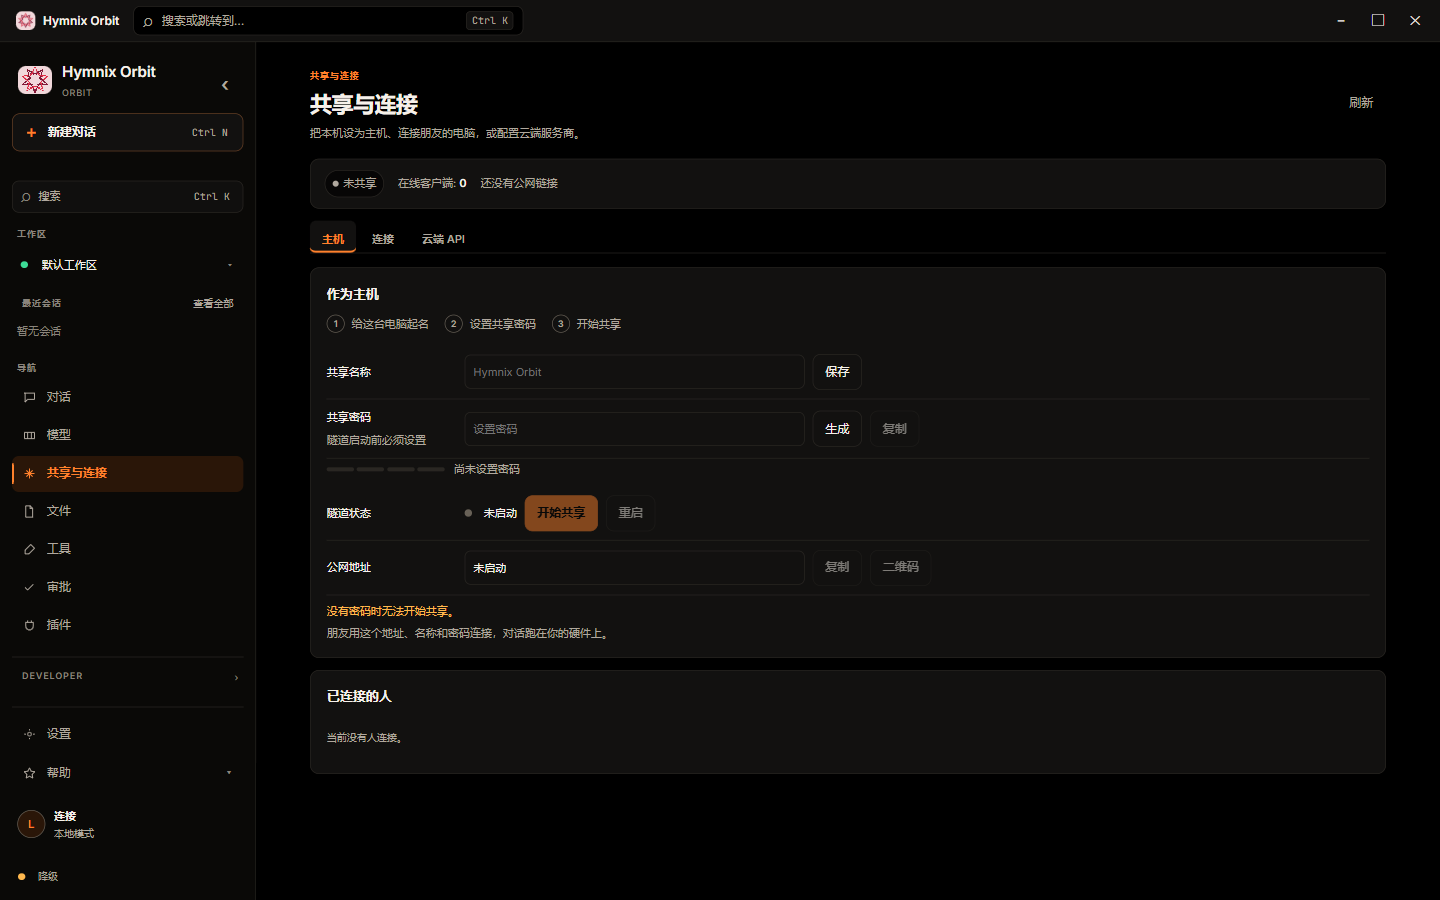 Hymnix Orbit
搜索或跳转到...
Ctrl K
Hymnix Orbit
ORBIT
+ 新建对话
Ctrl N
搜索
Ctrl K
工作区
默认工作区
最近会话
查看全部
暂无会话
导航
对话
模型
共享与连接
文件
工具
审批
插件
DEVELOPER
设置
帮助
L
连接
本地模式
降级
共享与连接
共享与连接
刷新
把本机设为主机、连接朋友的电脑，或配置云端服务商。
未共享
在线客户端: 0
还没有公网链接
主机
连接
云端 API
作为主机
1 给这台电脑起名
2 设置共享密码
3 开始共享
共享名称
Hymnix Orbit
保存
共享密码
隧道启动前必须设置
设置密码
生成
复制
尚未设置密码
隧道状态
未启动
开始共享
重启
公网地址
未启动
复制
二维码
没有密码时无法开始共享。
朋友用这个地址、名称和密码连接，对话跑在你的硬件上。
已连接的人
当前没有人连接。